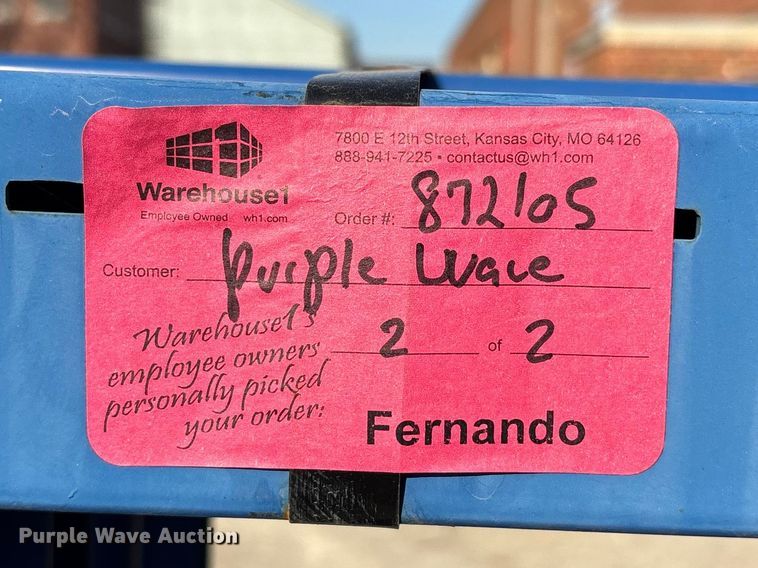 7800 E 12th Street, Kansas City, MO 64126
888-941-7225 • contactus@wh1.com
Warehouse1
Employee Owned wh1.com
Order #: 872105
Customer: Purple Wave
Warehouse1's
employee owners
personally picked
your order:
2 of 2
Fernando
Purple Wave Auction